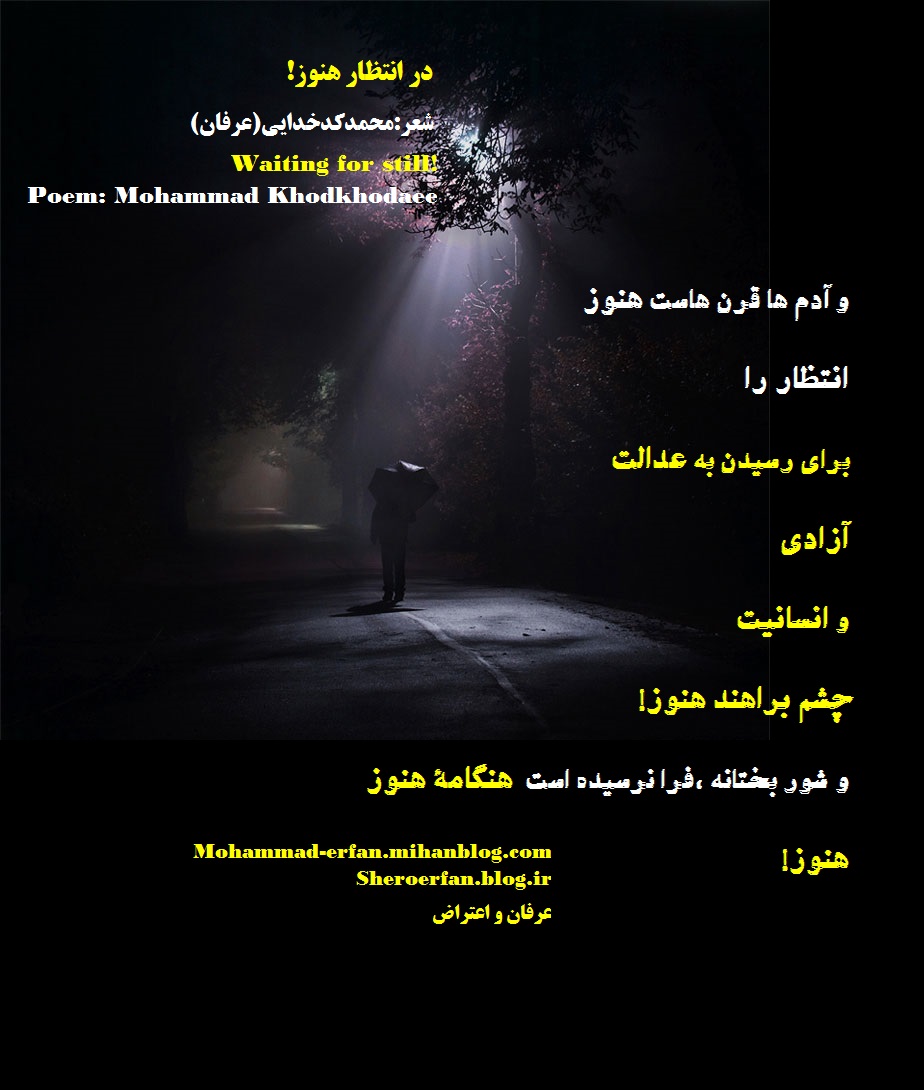 در انتظار هنوز!
شعر:محمدکدخدایی(عرفان)
Waiting for still!
Poem: Mohammad Khodkhodaee
و آدم ها قرن هاست هنوز
انتظار را
برای رسیدن به عدالت
آزادی
و انسانیت
چشم براهند هنوز!
و شور بختانه ،فرا نرسیده است هنگامهٔ هنوز
هنوز!
Mohammad-erfan.mihanblog.com
Sheroerfan.blog.ir
عرفان و اعتراض